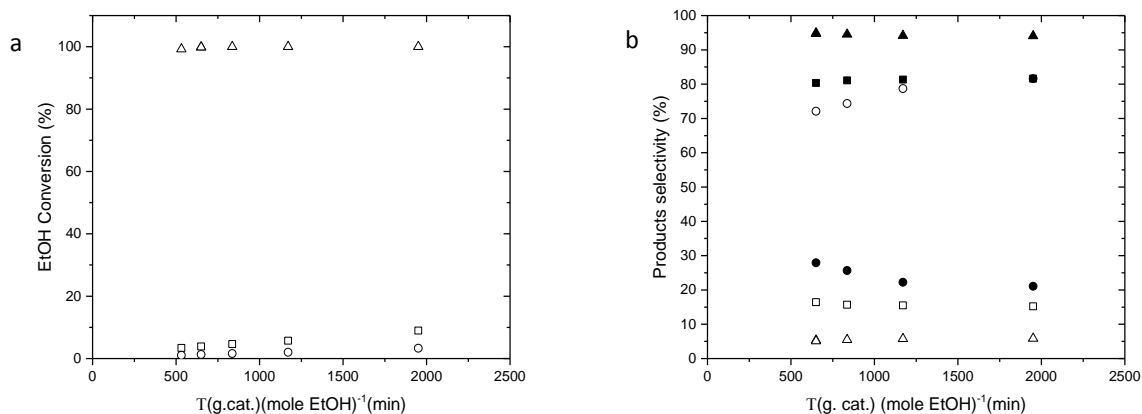 a
EtOH Conversion (%)
100
80
60
40
20
0
0 500 1000 1500 2000 2500
T(g.cat.)(mole EtOH)⁻¹(min)
b
Products selectivity (%)
100
90
80
70
60
50
40
30
20
10
0
0 500 1000 1500 2000 2500
T(g. cat.) (mole EtOH)⁻¹(min)